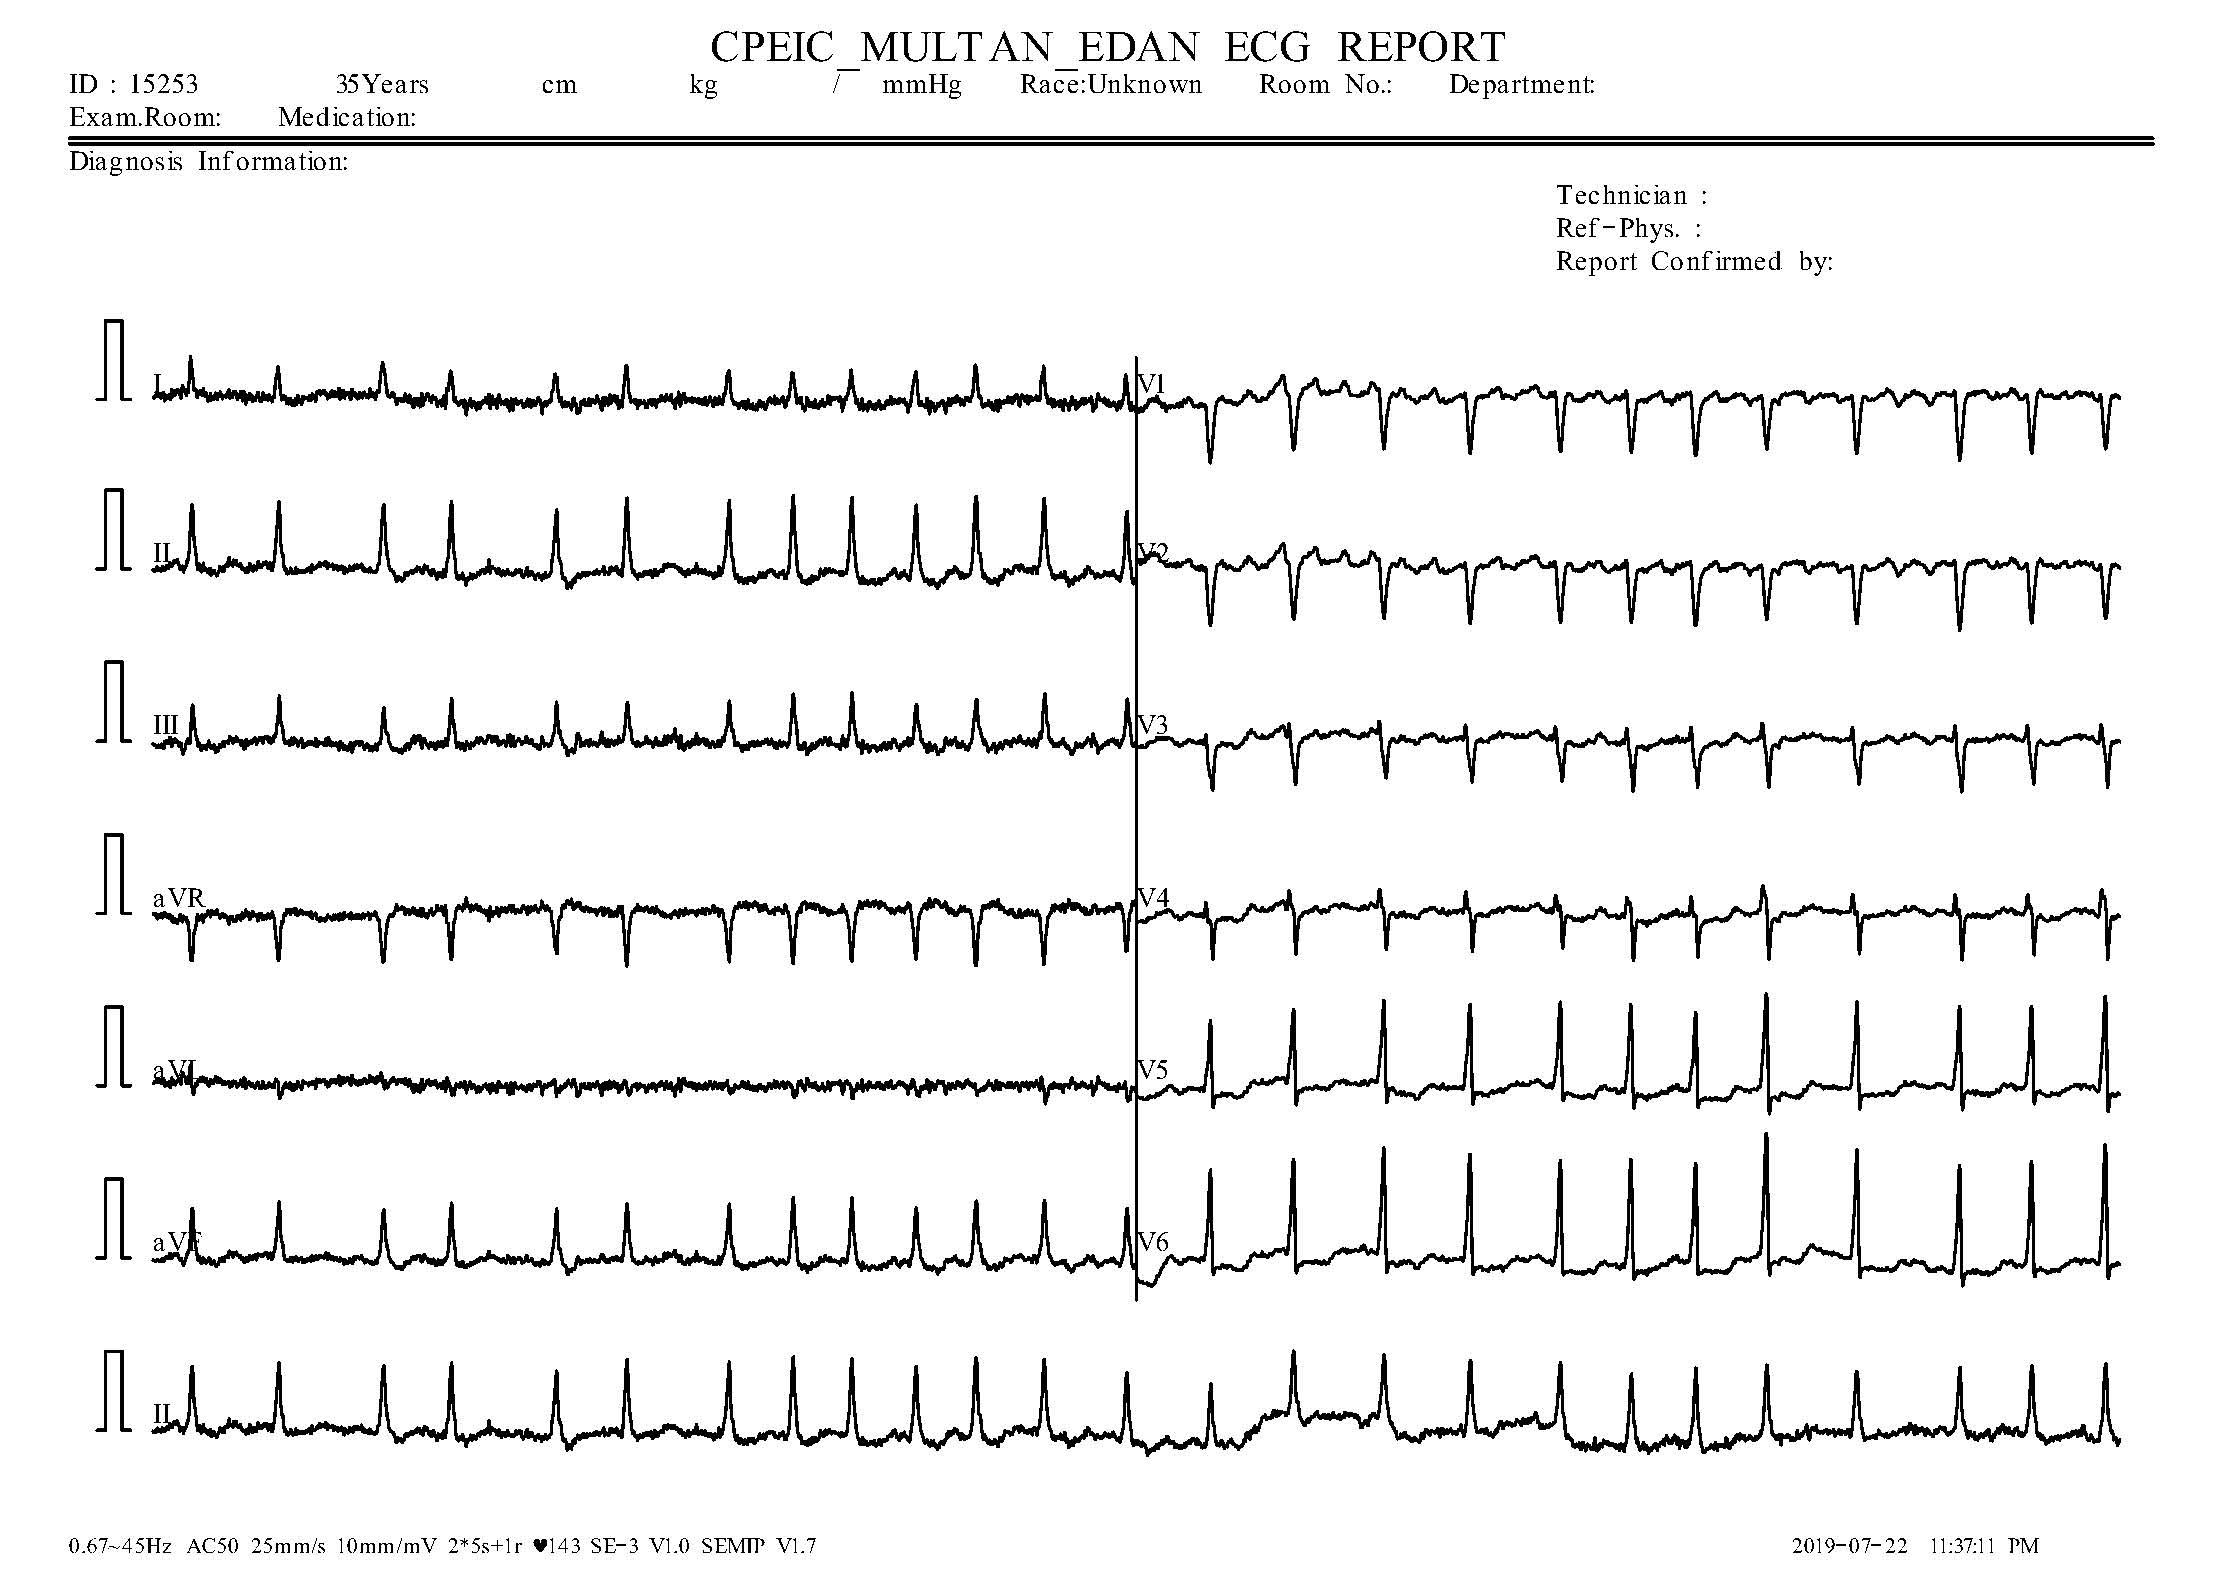 CPEIC_MULTAN_EDAN ECG REPORT
ID : 15253 35Years cm kg / mmHg Race:Unknown Room No.: Department:
Exam.Room: Medication:
Diagnosis Information:
Technician :
Ref-Phys. :
Report Confirmed by:
I V1
II V2
III V3
aVR V4
aVL V5
aVF V6
II
0.67~45Hz AC50 25mm/s 10mm/mV 2*5s+1r ♥143 SE-3 V1.0 SEMIP V1.7 2019-07-22 11:37:11 PM